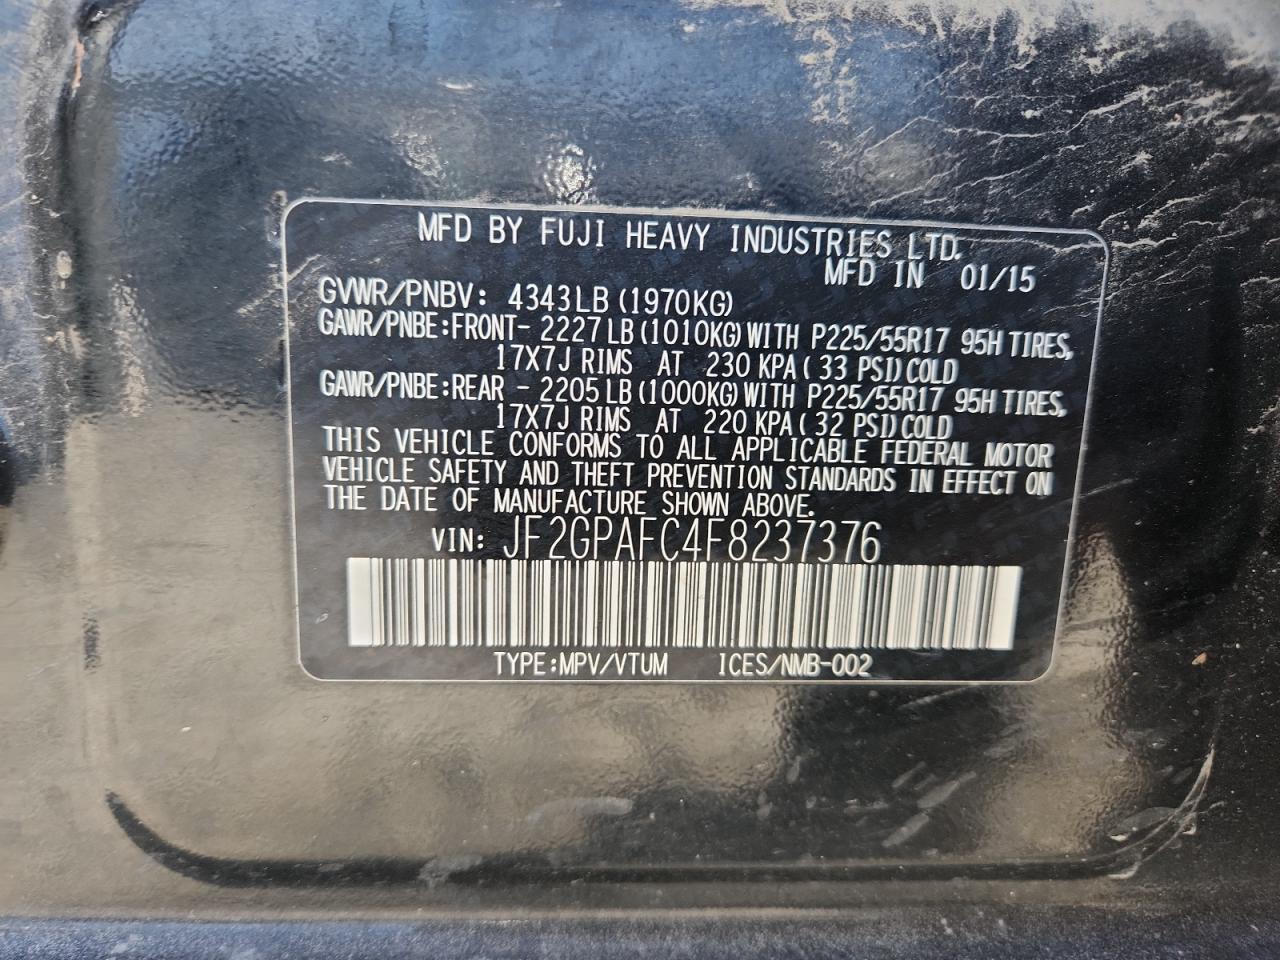 MFD BY FUJI HEAVY INDUSTRIES LTD.
MFD IN 01/15
GVWR/PNBV: 4343LB (1970KG)
GAWR/PNBE:FRONT- 2227LB (1010KG) WITH P225/55R17 95H TIRES,
17X7J RIMS AT 230 KPA (33 PSI) COLD
GAWR/PNBE:REAR - 2205LB (1000KG) WITH P225/55R17 95H TIRES,
17X7J RIMS AT 220 KPA (32 PSI) COLD
THIS VEHICLE CONFORMS TO ALL APPLICABLE FEDERAL MOTOR
VEHICLE SAFETY AND THEFT PREVENTION STANDARDS IN EFFECT ON
THE DATE OF MANUFACTURE SHOWN ABOVE.
VIN: JF2GPAFC4F8237376
TYPE:MPV/VTUM ICES/NMB-002